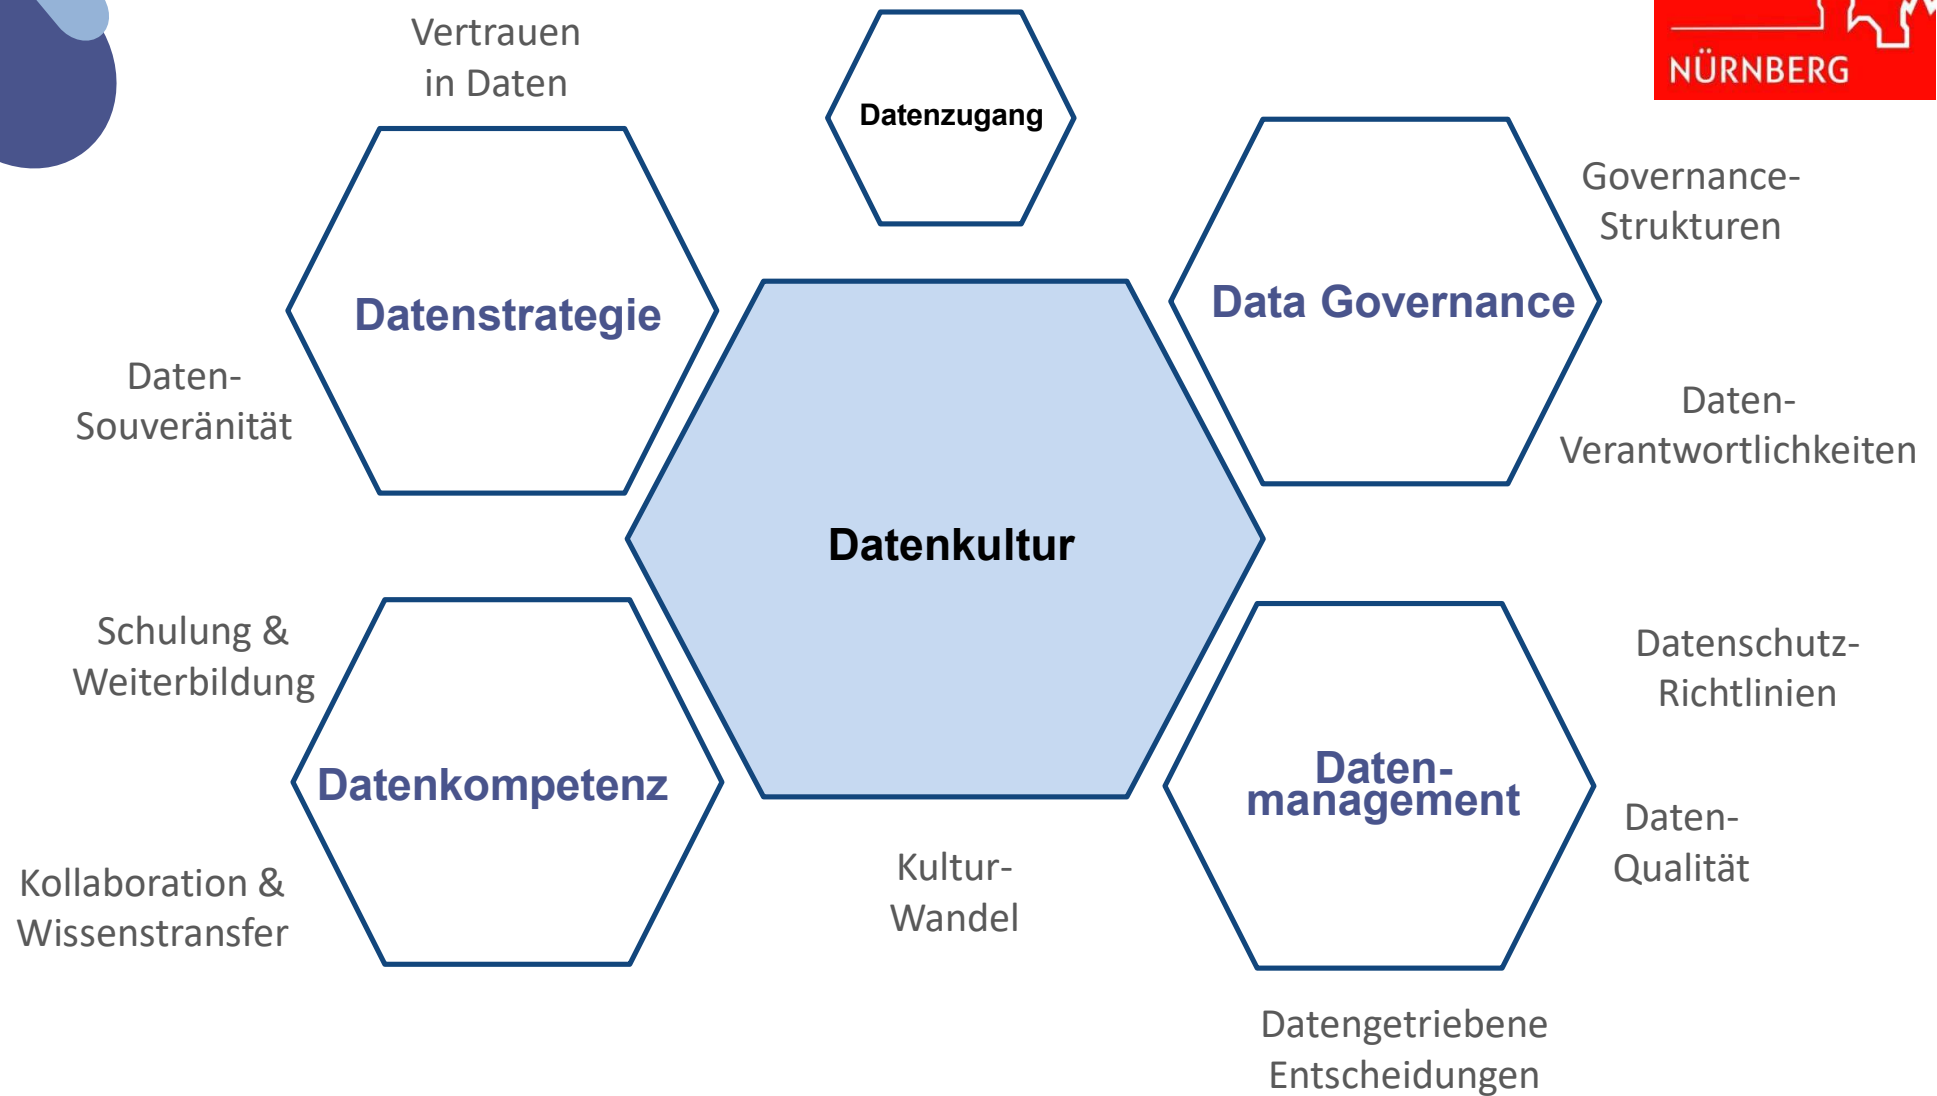 Vertrauen
in Daten
Datenzugang
NÜRNBERG
Governance-
Strukturen
Datenstrategie
Data Governance
Daten-
Souveränität
Daten-
Verantwortlichkeiten
Datenkultur
Schulung &
Weiterbildung
Datenschutz-
Richtlinien
Datenkompetenz
Daten-
management
Daten-
Qualität
Kollaboration &
Wissenstransfer
Kultur-
Wandel
Datengetriebene
Entscheidungen